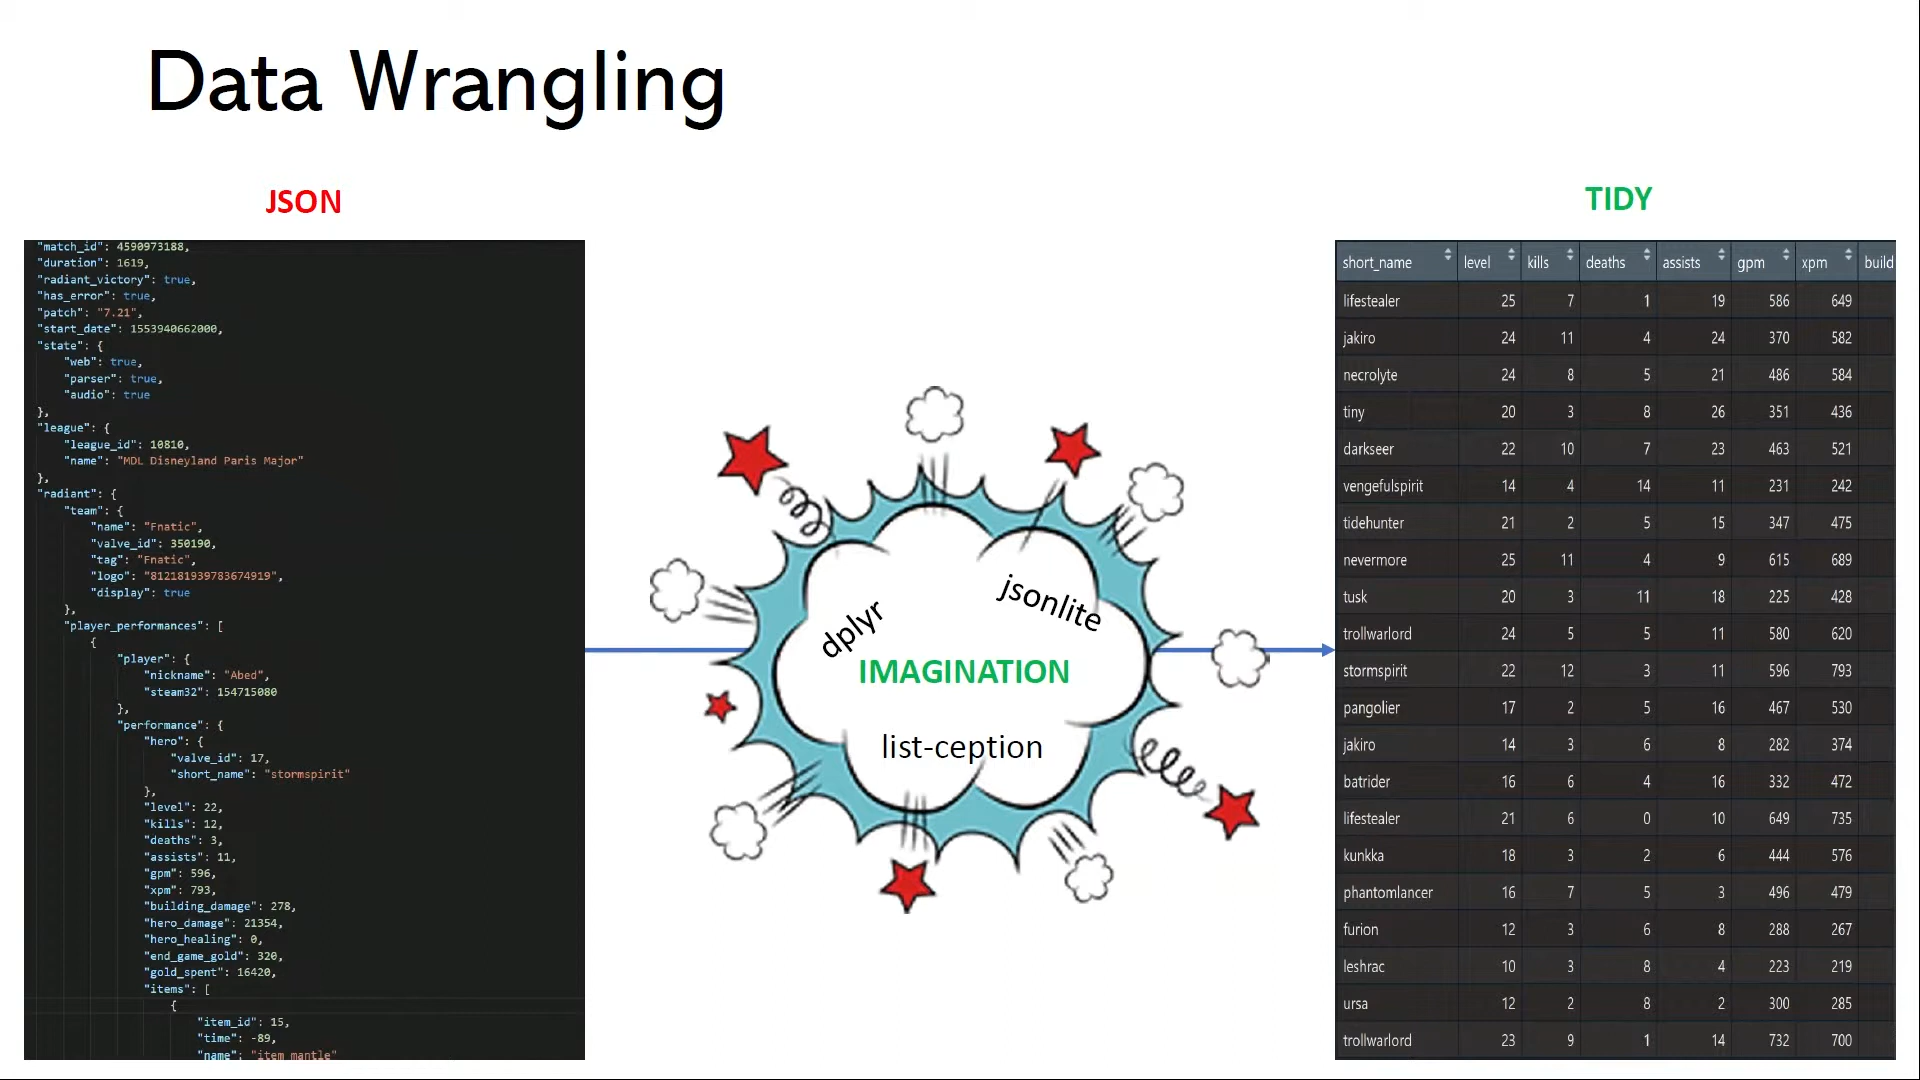 Data Wrangling
JSON
"match_id": 4590973188,
"duration": 1619,
"radiant_victory": true,
"has_error": true,
"patch": "7.21",
"start_date": 1553940662000,
"state": {
"web": true,
"parser": true,
"audio": true
},
"league": {
"league_id": 10810,
"name": "MDL Disneyland Paris Major"
},
"radiant": {
"team": {
"name": "Fnatic",
"valve_id": 350190,
"tag": "Fnatic",
"logo": "812181939783674919",
"display": true
},
"player_performances": [
{
"player": {
"nickname": "Abed",
"steam32": 154715080
},
"performance": {
"hero": {
"valve_id": 17,
"short_name": "stormspirit"
},
"level": 22,
"kills": 12,
"deaths": 3,
"assists": 11,
"gpm": 596,
"xpm": 793,
"building_damage": 278,
"hero_damage": 21354,
"hero_healing": 0,
"end_game_gold": 320,
"gold_spent": 16420,
"items": [
{
"item_id": 15,
"time": -89,
"name": "item_mantle"
dplyr
jsonlite
IMAGINATION
list-ception
TIDY
short_name level kills deaths assists gpm xpm build
lifestealer 25 7 1 19 586 649
jakiro 24 11 4 24 370 582
necrolyte 24 8 5 21 486 584
tiny 20 3 8 26 351 436
darkseer 22 10 7 23 463 521
vengefulspirit 14 4 14 11 231 242
tidehunter 21 2 5 15 347 475
nevermore 25 11 4 9 615 689
tusk 20 3 11 18 225 428
trollwarlord 24 5 5 11 580 620
stormspirit 22 12 3 11 596 793
pangolier 17 2 5 16 467 530
jakiro 14 3 6 8 282 374
batrider 16 6 4 16 332 472
lifestealer 21 6 0 10 649 735
kunkka 18 3 2 6 444 576
phantomlancer 16 7 5 3 496 479
furion 12 3 6 8 288 267
leshrac 10 3 8 4 223 219
ursa 12 2 8 2 300 285
trollwarlord 23 9 1 14 732 700